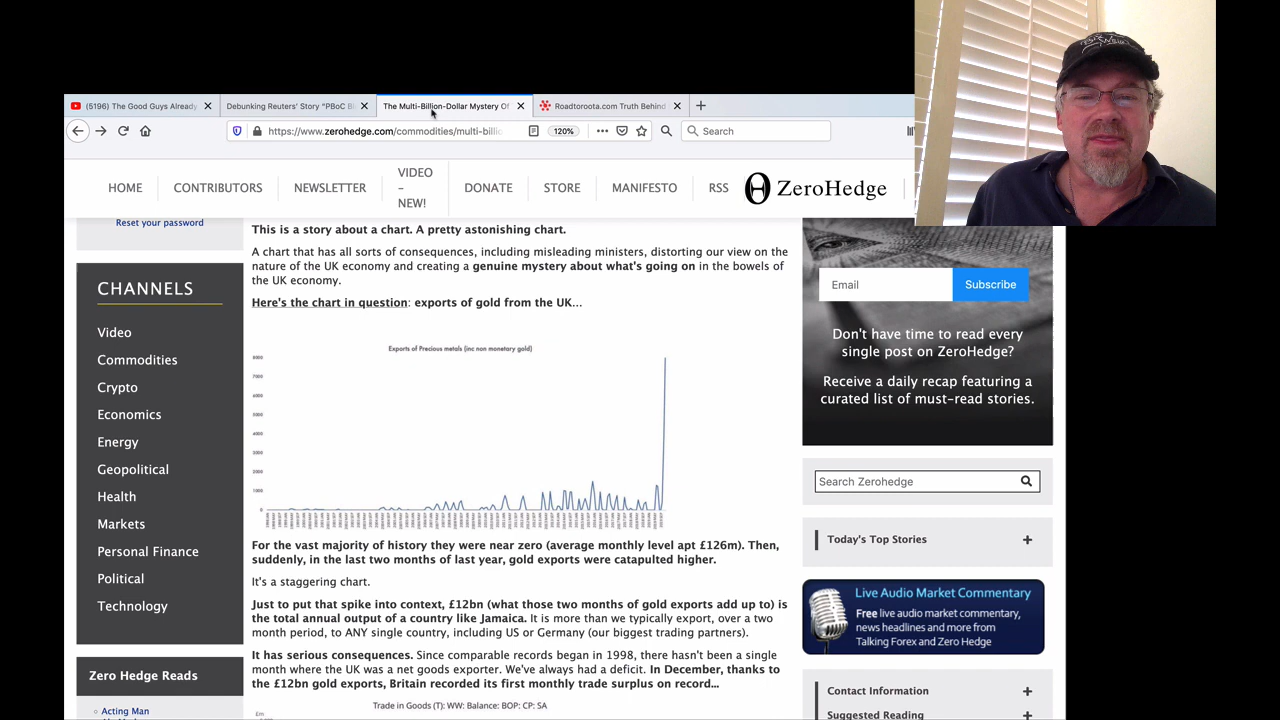 (5196) The Good Guys Already
Debunking Reuters' Story "PBoC Bi
The Multi-Billion-Dollar Mystery Of
Roadtoroota.com Truth Behind
https://www.zerohedge.com/commodities/multi-billio
120%
Search
HOME
CONTRIBUTORS
NEWSLETTER
VIDEO
–
NEW!
DONATE
STORE
MANIFESTO
RSS
ZeroHedge
Reset your password
CHANNELS
Video
Commodities
Crypto
Economics
Energy
Geopolitical
Health
Markets
Personal Finance
Political
Technology
Zero Hedge Reads
Acting Man
This is a story about a chart. A pretty astonishing chart.
A chart that has all sorts of consequences, including misleading ministers, distorting our view on the
nature of the UK economy and creating a genuine mystery about what's going on in the bowels of
the UK economy.
Here's the chart in question: exports of gold from the UK...
Exports of Precious metals (inc non monetary gold)
8000
7000
6000
5000
4000
3000
2000
1000
0
For the vast majority of history they were near zero (average monthly level apt £126m). Then,
suddenly, in the last two months of last year, gold exports were catapulted higher.
It's a staggering chart.
Just to put that spike into context, £12bn (what those two months of gold exports add up to) is
the total annual output of a country like Jamaica. It is more than we typically export, over a two
month period, to ANY single country, including US or Germany (our biggest trading partners).
It had serious consequences. Since comparable records began in 1998, there hasn't been a single
month where the UK was a net goods exporter. We've always had a deficit. In December, thanks to
the £12bn gold exports, Britain recorded its first monthly trade surplus on record...
Trade in Goods (T): WW: Balance: BOP: CP: SA
£m
Email
Subscribe
Don't have time to read every
single post on ZeroHedge?
Receive a daily recap featuring a
curated list of must-read stories.
Search Zerohedge
Today's Top Stories
Live Audio Market Commentary
Free live audio market commentary,
news headlines and more from
Talking Forex and Zero Hedge
Contact Information
Suggested Reading